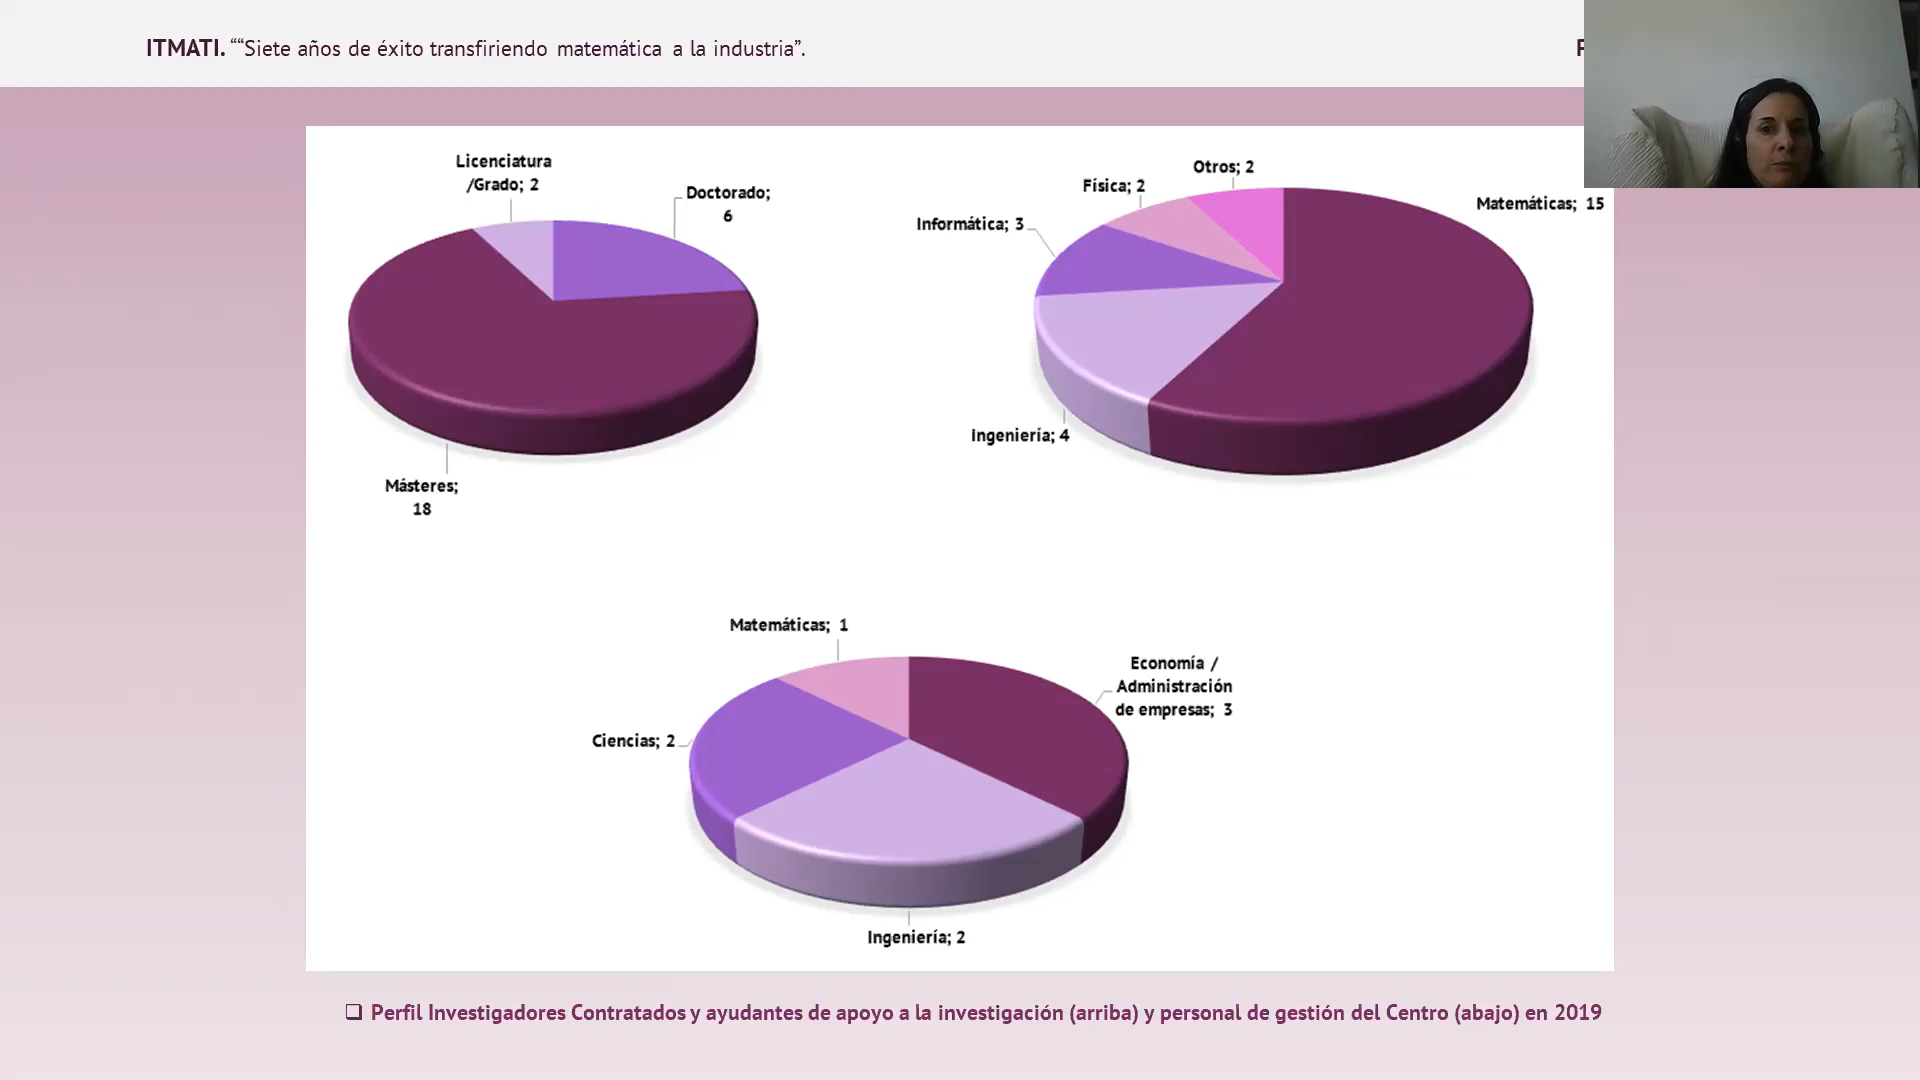 ITMATI. ““Siete años de éxito transfiriendo matemática a la industria”.
Licenciatura
/Grado; 2
Doctorado;
6
Másteres;
18
Otros; 2
Física; 2
Informática; 3
Matemáticas; 15
Ingeniería; 4
Matemáticas; 1
Economía /
Administración
de empresas; 3
Ciencias; 2
Ingeniería; 2
❑ Perfil Investigadores Contratados y ayudantes de apoyo a la investigación (arriba) y personal de gestión del Centro (abajo) en 2019